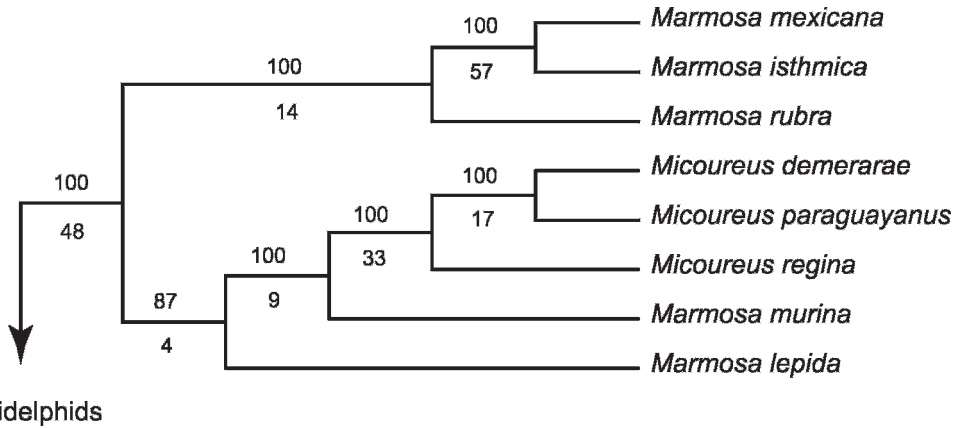 Marmosa mexicana
100
57
Marmosa isthmica
100
14
Marmosa rubra
Micoureus demerarae
100
17
Micoureus paraguayanus
100
48
100
33
Micoureus regina
100
9
Marmosa murina
87
4
Marmosa lepida
idelphids